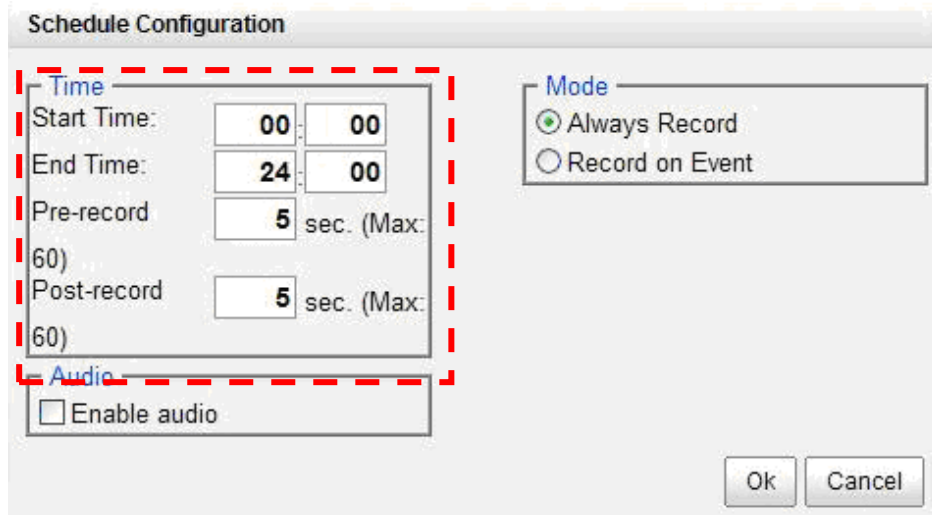 Schedule Configuration
Time
Start Time: 00 : 00
End Time: 24 : 00
Pre-record 5 sec. (Max:
60)
Post-record 5 sec. (Max:
60)
Audio
Enable audio
Mode
Always Record
Record on Event
Ok Cancel